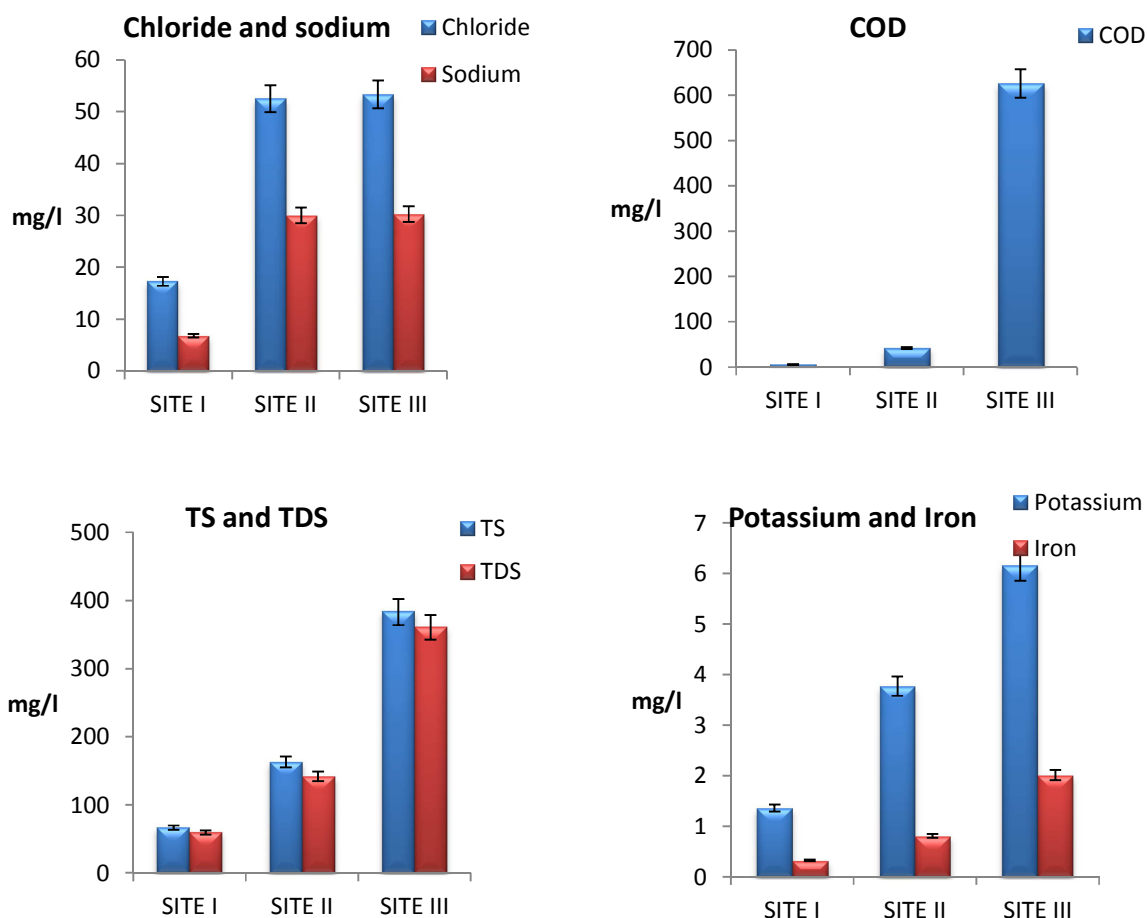 Chloride and sodium
Chloride
Sodium
60
50
40
30
20
10
0
mg/l
SITE I SITE II SITE III
COD
COD
700
600
500
400
300
200
100
0
mg/l
SITE I SITE II SITE III
TS and TDS
TS
TDS
500
400
300
200
100
0
mg/l
SITE I SITE II SITE III
Potassium and Iron
Potassium
Iron
7
6
5
4
3
2
1
0
mg/l
SITE I SITE II SITE III